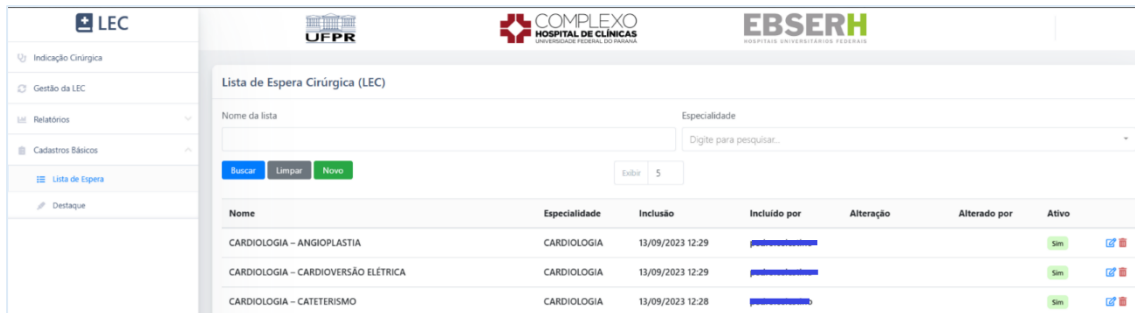 LEC
UFPR
COMPLEXO
HOSPITAL DE CLÍNICAS
UNIVERSIDADE FEDERAL DO PARANÁ
EBSERH
HOSPITAIS UNIVERSITÁRIOS FEDERAIS
Indicação Cirúrgica
Gestão da LEC
Relatórios
Cadastros Básicos
Lista de Espera
Destaque
Lista de Espera Cirúrgica (LEC)
Nome da lista Especialidade
Digite para pesquisar...
Buscar Limpar Novo Exibir 5
Nome Especialidade Inclusão Incluído por Alteração Alterado por Ativo
CARDIOLOGIA – ANGIOPLASTIA CARDIOLOGIA 13/09/2023 12:29 Sim
CARDIOLOGIA – CARDIOVERSÃO ELÉTRICA CARDIOLOGIA 13/09/2023 12:29 Sim
CARDIOLOGIA – CATETERISMO CARDIOLOGIA 13/09/2023 12:28 Sim